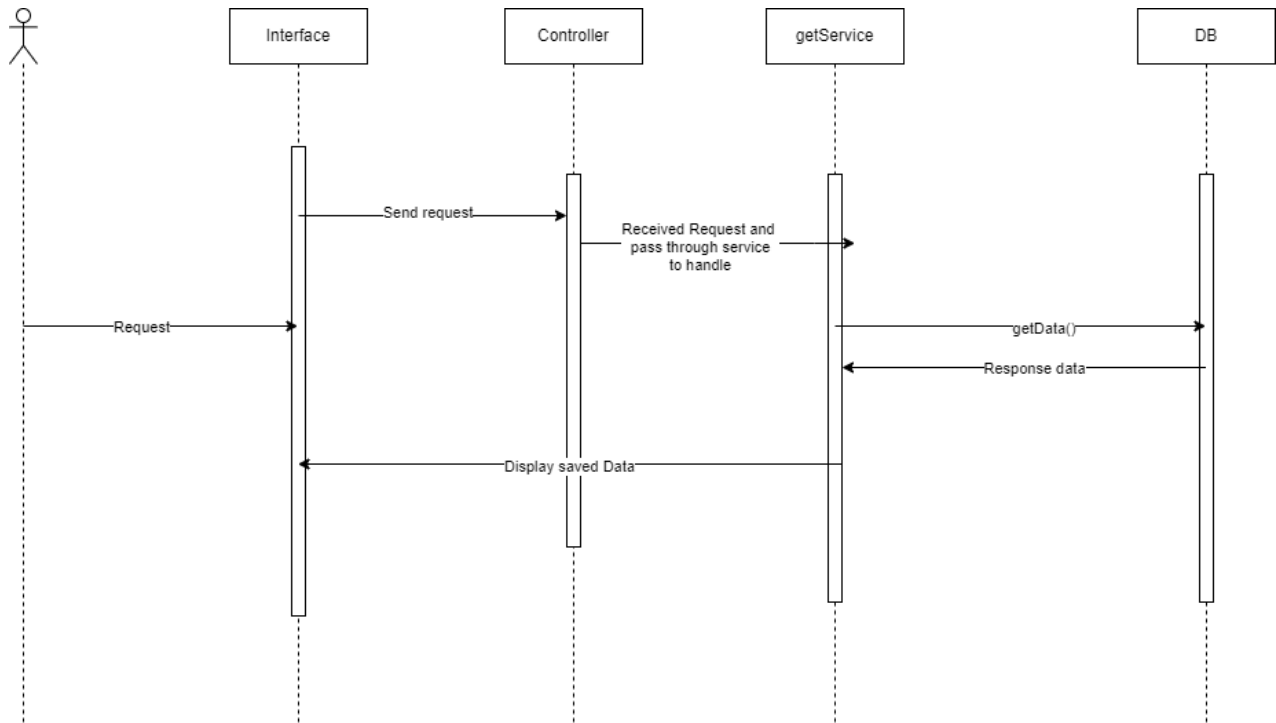 Interface
Controller
getService
DB
Send request
Received Request and
pass through service
to handle
Request
getData()
Response data
Display saved Data